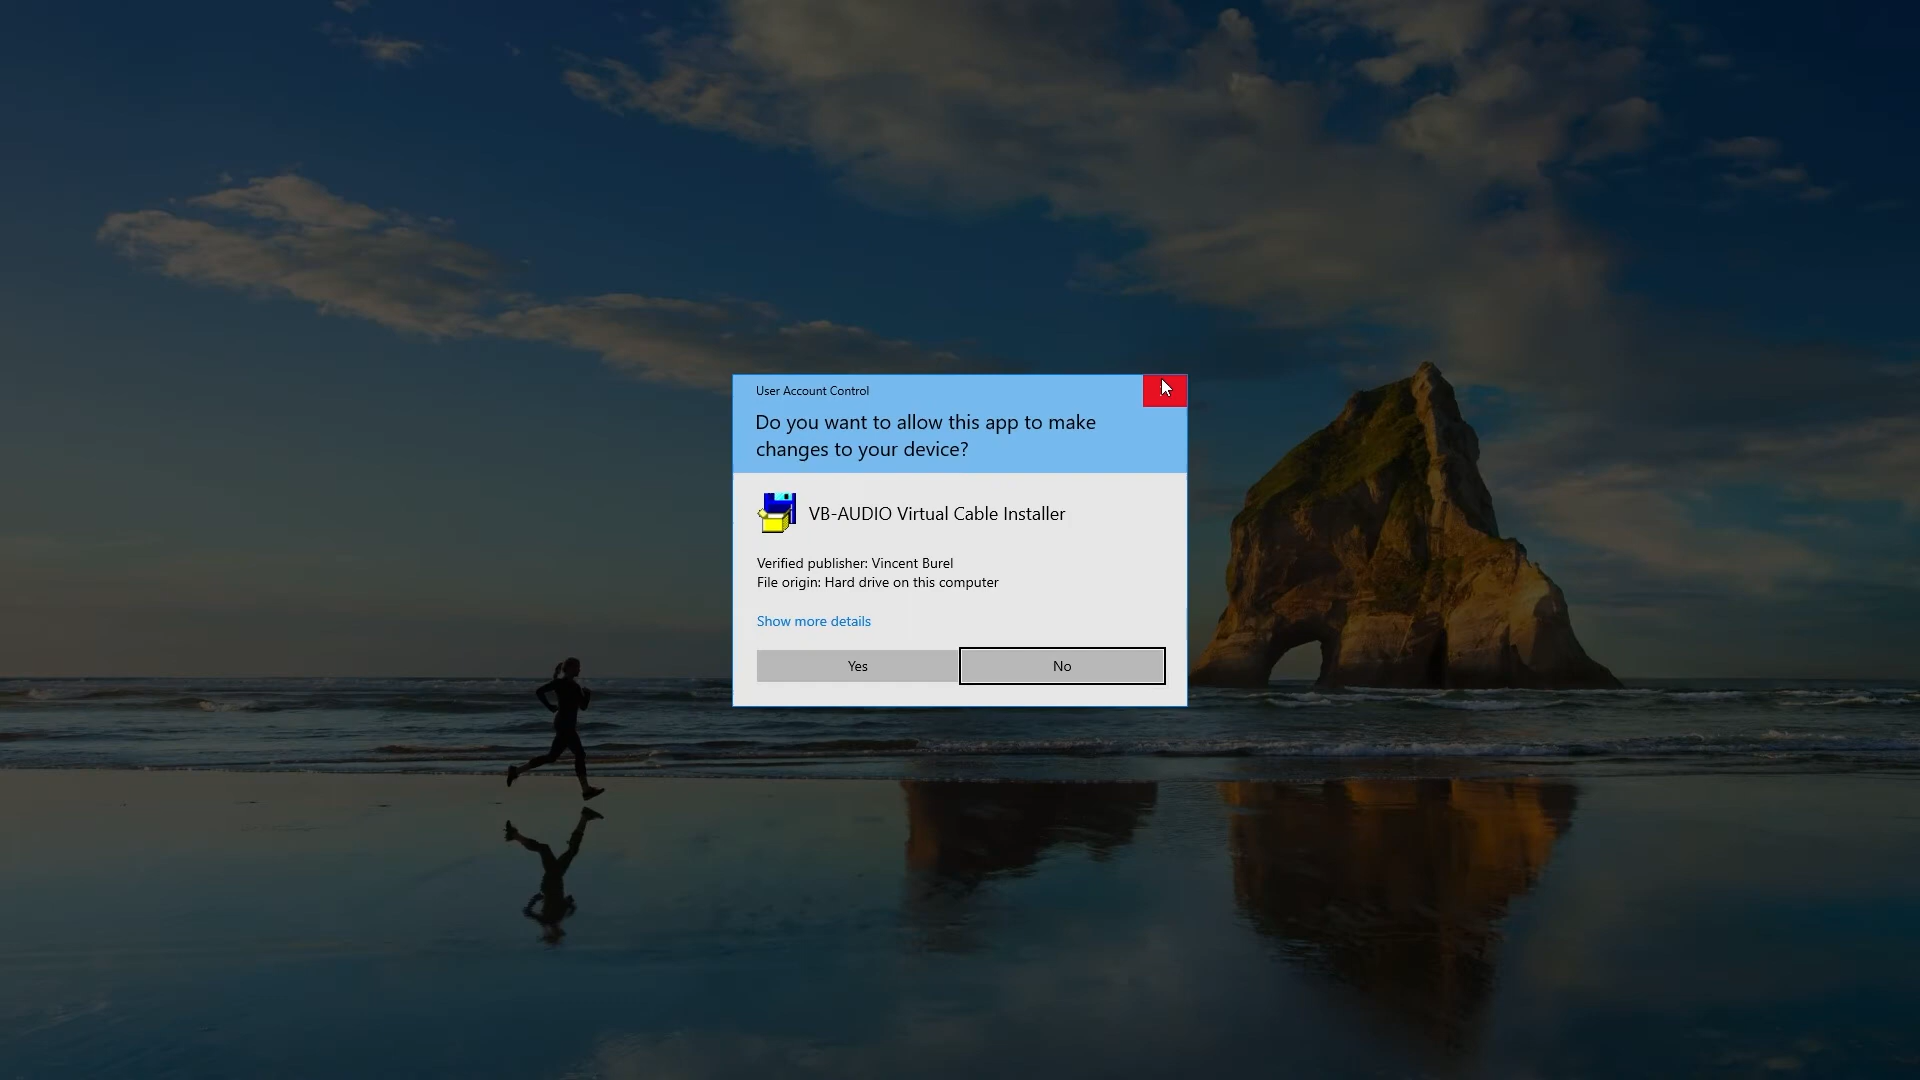 User Account Control
Do you want to allow this app to make
changes to your device?
VB-AUDIO Virtual Cable Installer
Verified publisher: Vincent Burel
File origin: Hard drive on this computer
Show more details
Yes
No